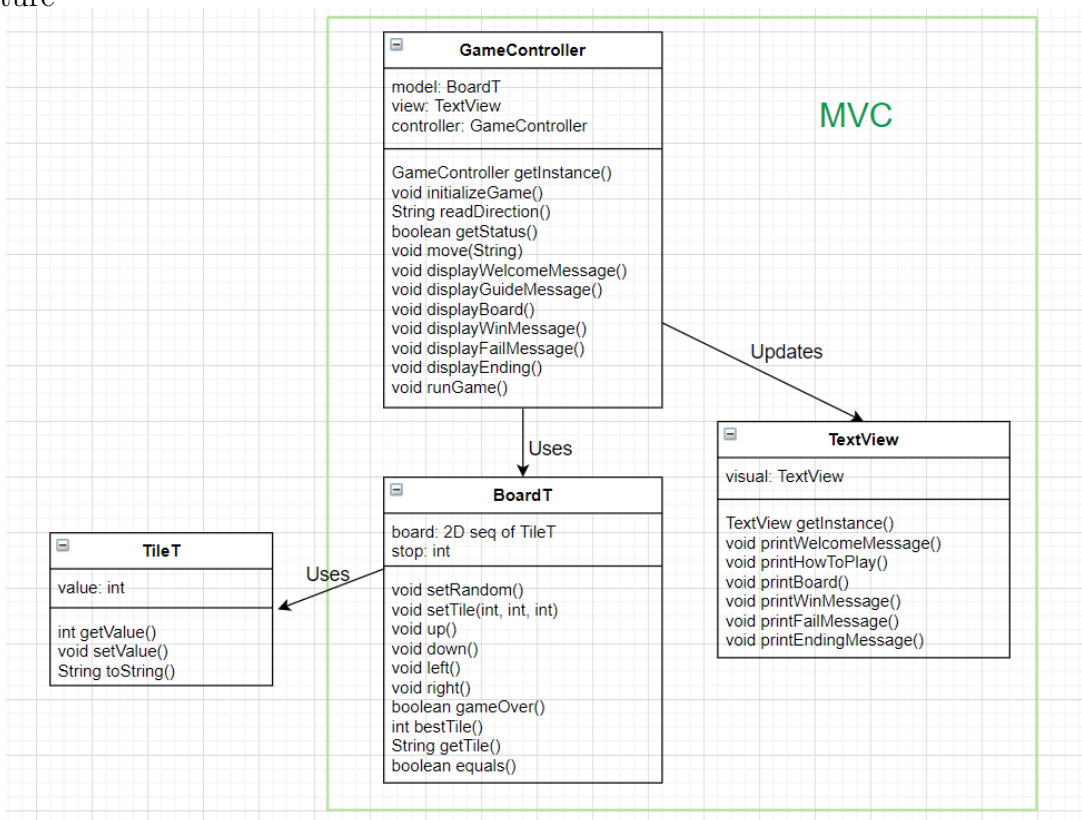 GameController
model: BoardT
view: TextView
controller: GameController
GameController getInstance()
void initializeGame()
String readDirection()
boolean getStatus()
void move(String)
void displayWelcomeMessage()
void displayGuideMessage()
void displayBoard()
void displayWinMessage()
void displayFailMessage()
void displayEnding()
void runGame()
MVC
Updates
Uses
TextView
visual: TextView
TextView getInstance()
void printWelcomeMessage()
void printHowToPlay()
void printBoard()
void printWinMessage()
void printFailMessage()
void printEndingMessage()
BoardT
board: 2D seq of TileT
stop: int
void setRandom()
void setTile(int, int, int)
void up()
void down()
void left()
void right()
boolean gameOver()
int bestTile()
String getTile()
boolean equals()
Uses
TileT
value: int
int getValue()
void setValue()
String toString()